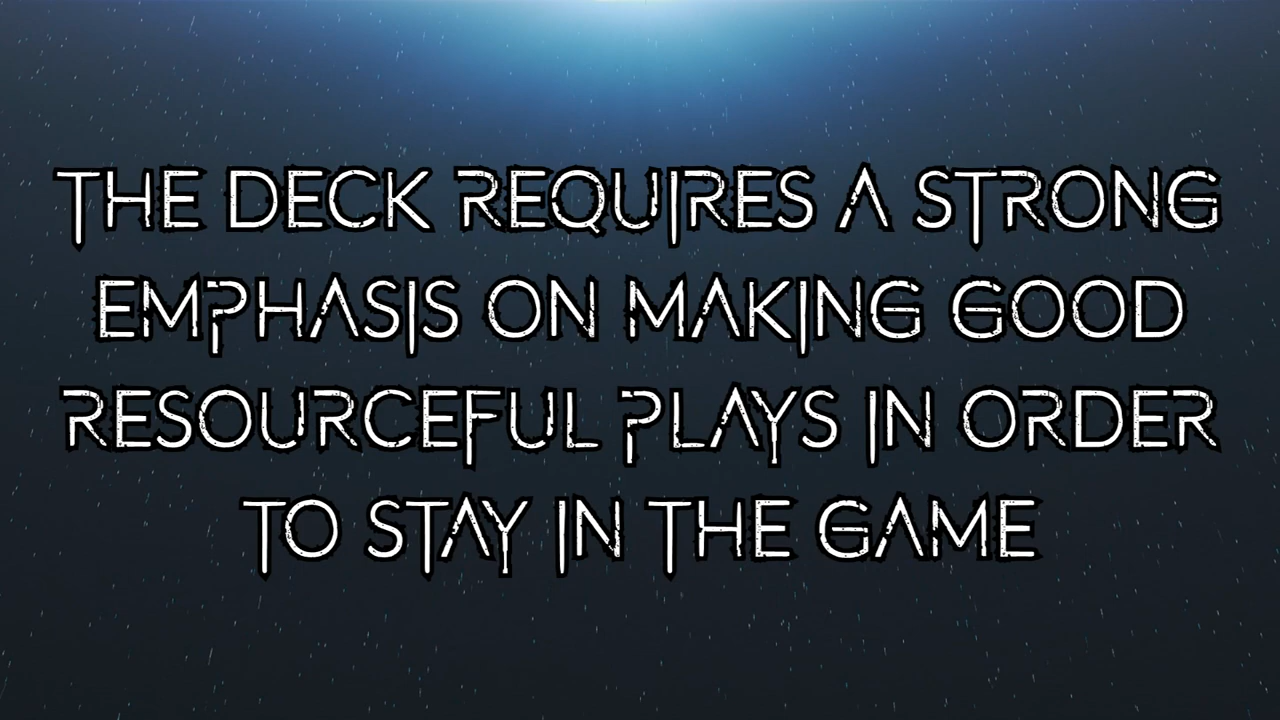 THE DECK REQUIRES A STRONG
EMPHASIS ON MAKING GOOD
RESOURCEFUL PLAYS IN ORDER
TO STAY IN THE GAME